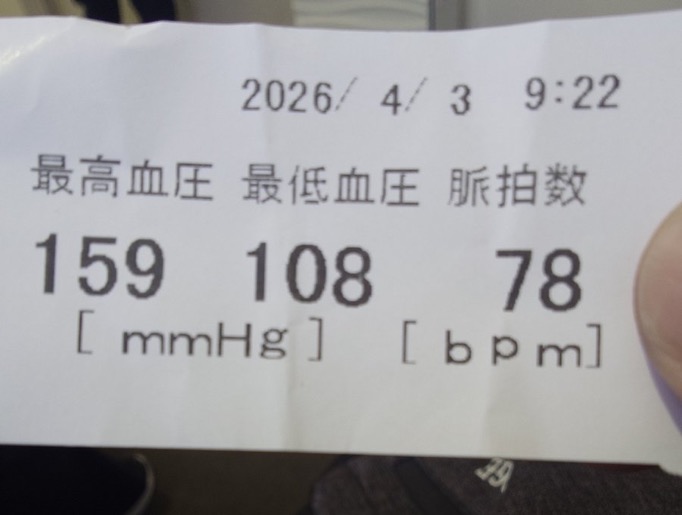 2026/ 4/ 3 9:22
最高血圧 最低血圧 脈拍数
159 108 78
[ mmHg ] [ bpm]